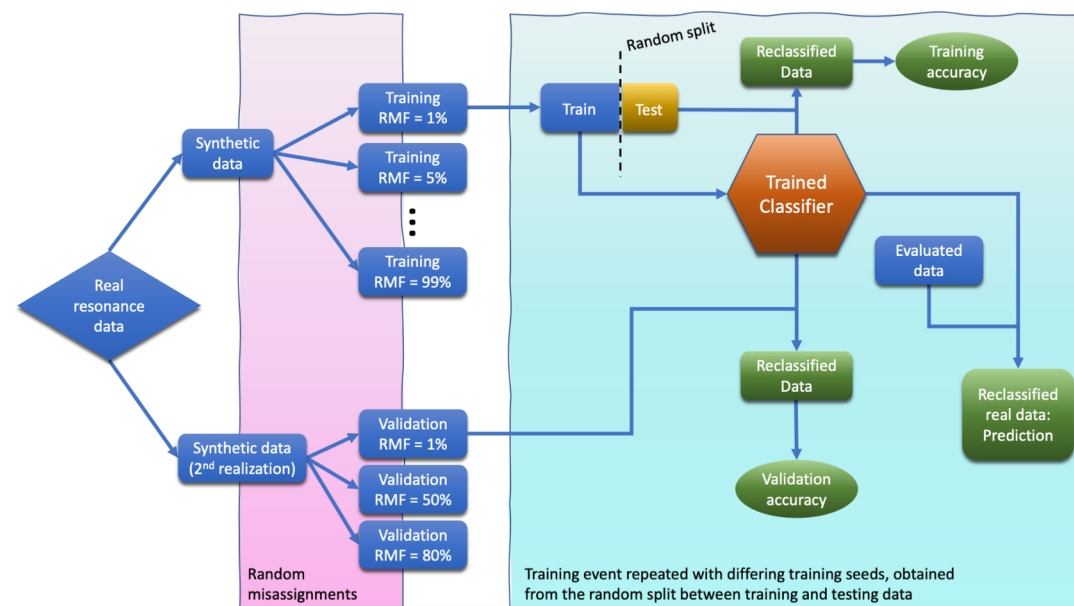 Random split
Reclassified
Data
Training
accuracy
Training
RMF = 1%
Train
Test
Synthetic
data
Training
RMF = 5%
Trained
Classifier
Training
RMF = 99%
Evaluated
data
Real
resonance
data
Reclassified
Data
Reclassified
real data:
Prediction
Synthetic data
(2nd realization)
Validation
RMF = 1%
Validation
RMF = 50%
Validation
RMF = 80%
Validation
accuracy
Random
misassignments
Training event repeated with differing training seeds, obtained
from the random split between training and testing data